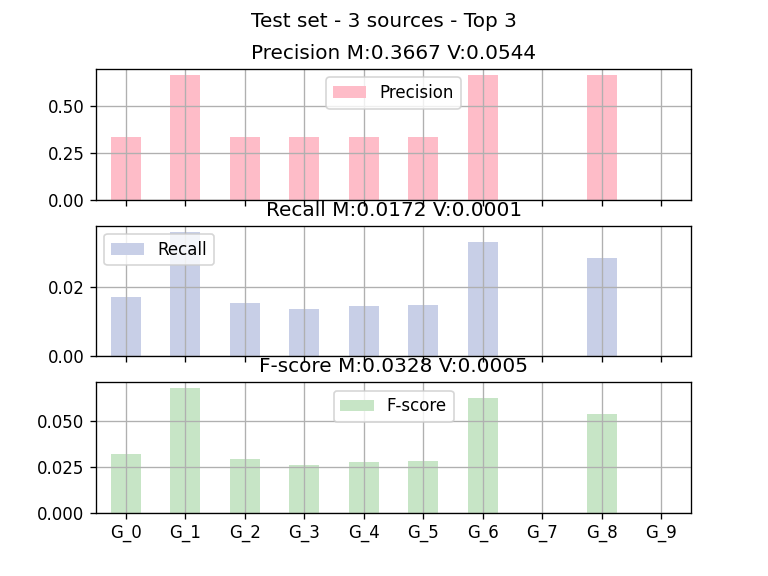 Test set - 3 sources - Top 3
Precision M:0.3667 V:0.0544
Precision
0.50
0.25
0.00
Recall M:0.0172 V:0.0001
Recall
0.02
0.00
F-score M:0.0328 V:0.0005
F-score
0.050
0.025
0.000
G_0 G_1 G_2 G_3 G_4 G_5 G_6 G_7 G_8 G_9